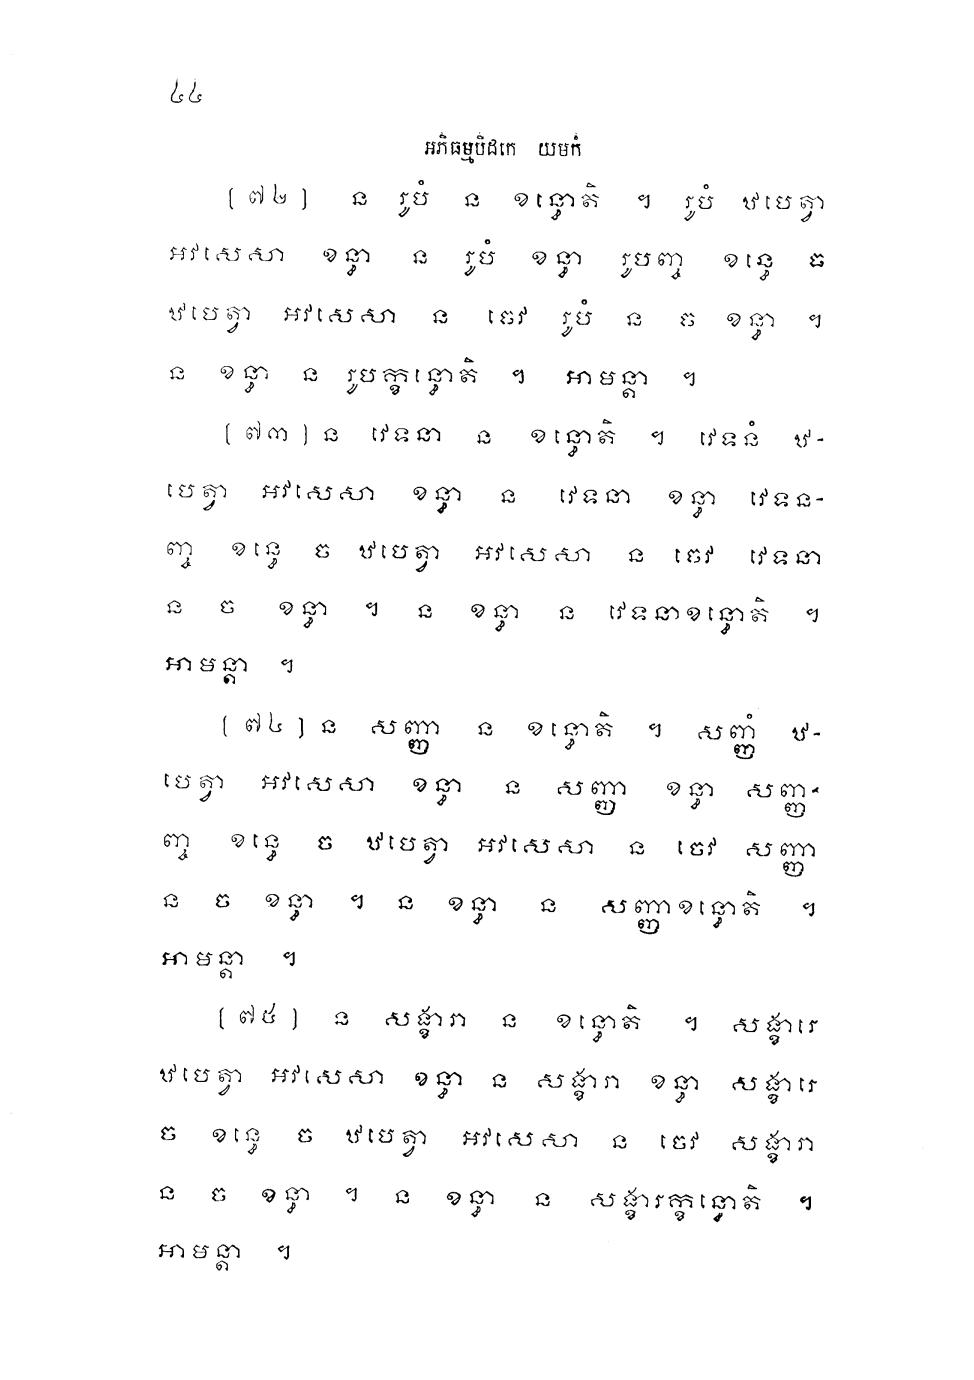 ៤៤
អភិធម្មបិដកេ យមកំ
(៧២) ន រូបំ ន ខន្ធោតិ ។ រូបំ ឋបេត្វា
អវសេសា ខន្ធា ន រូបំ ខន្ធា រូបញ្ច ខន្ធេ ច
ឋបេត្វា អវសេសា ន ចេវ រូបំ ន ច ខន្ធា ។
ន ខន្ធា ន រូបក្ខន្ធោតិ ។ អាមន្តា ។
(៧៣) ន វេទនា ន ខន្ធោតិ ។ វេទនំ ឋ-
បេត្វា អវសេសា ខន្ធា ន វេទនា ខន្ធា វេទន-
ញ្ច ខន្ធេ ច ឋបេត្វា អវសេសា ន ចេវ វេទនា
ន ច ខន្ធា ។ ន ខន្ធា ន វេទនាខន្ធោតិ ។
អាមន្តា ។
(៧៤) ន សញ្ញា ន ខន្ធោតិ ។ សញ្ញំ ឋ-
បេត្វា អវសេសា ខន្ធា ន សញ្ញា ខន្ធា សញ្ញ-
ញ្ច ខន្ធេ ច ឋបេត្វា អវសេសា ន ចេវ សញ្ញា
ន ច ខន្ធា ។ ន ខន្ធា ន សញ្ញាខន្ធោតិ ។
អាមន្តា ។
(៧៥) ន សង្ខារា ន ខន្ធោតិ ។ សង្ខារេ
ឋបេត្វា អវសេសា ខន្ធា ន សង្ខារា ខន្ធា សង្ខារេ
ច ខន្ធេ ច ឋបេត្វា អវសេសា ន ចេវ សង្ខារា
ន ច ខន្ធា ។ ន ខន្ធា ន សង្ខារក្ខន្ធោតិ ។
អាមន្តា ។